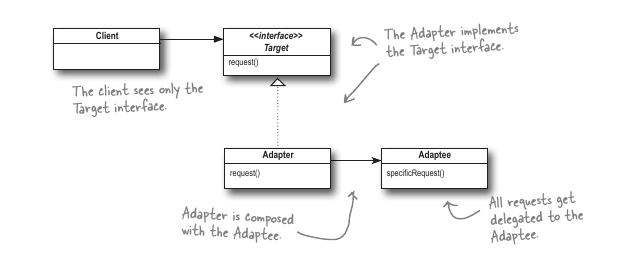 Client
<<interface>>
Target
request()
The Adapter implements
the Target interface.
The client sees only the
Target interface.
Adapter
request()
Adaptee
specificRequest()
Adapter is composed
with the Adaptee.
All requests get
delegated to the
Adaptee.